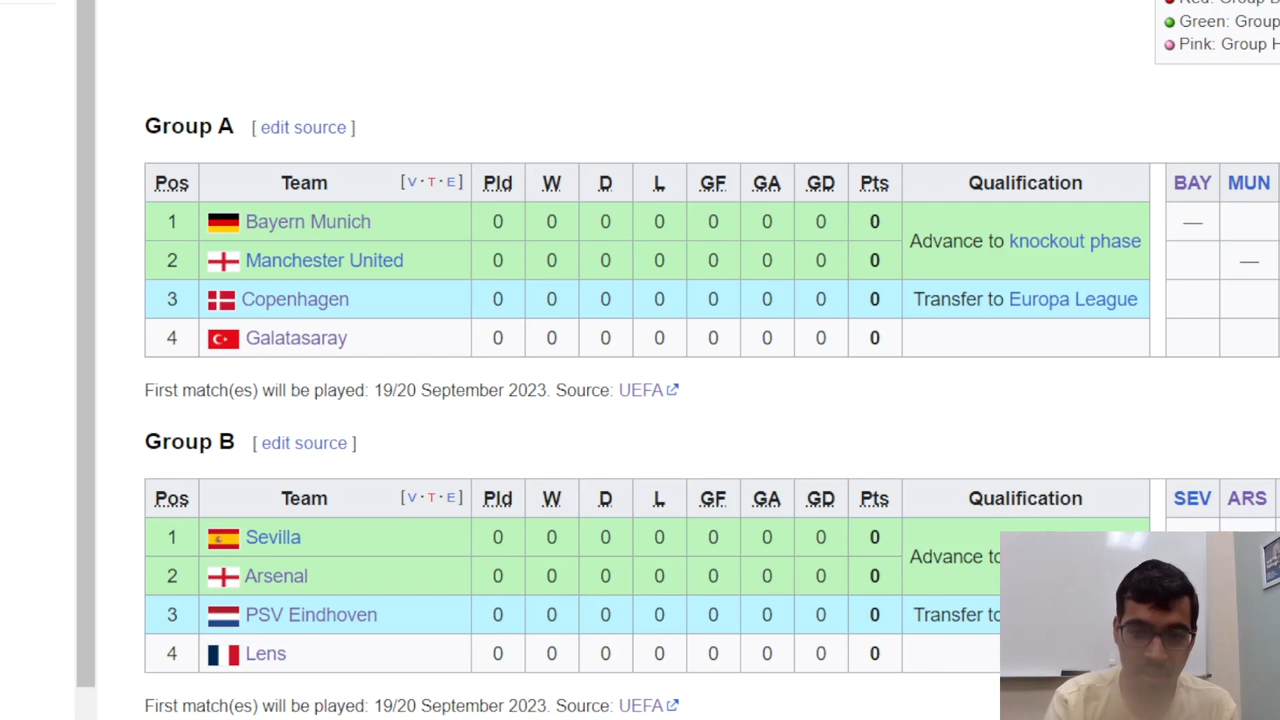 Red: Group
Green: Group
Pink: Group H
Group A [ edit source ]
Pos Team [V·T·E] Pld W D L GF GA GD Pts Qualification BAY MUN
1 Bayern Munich 0 0 0 0 0 0 0 0 Advance to knockout phase —
2 Manchester United 0 0 0 0 0 0 0 0 —
3 Copenhagen 0 0 0 0 0 0 0 0 Transfer to Europa League
4 Galatasaray 0 0 0 0 0 0 0 0
First match(es) will be played: 19/20 September 2023. Source: UEFA
Group B [ edit source ]
Pos Team [V·T·E] Pld W D L GF GA GD Pts Qualification SEV ARS
1 Sevilla 0 0 0 0 0 0 0 0 Advance to
2 Arsenal 0 0 0 0 0 0 0 0
3 PSV Eindhoven 0 0 0 0 0 0 0 0 Transfer to
4 Lens 0 0 0 0 0 0 0 0
First match(es) will be played: 19/20 September 2023. Source: UEFA